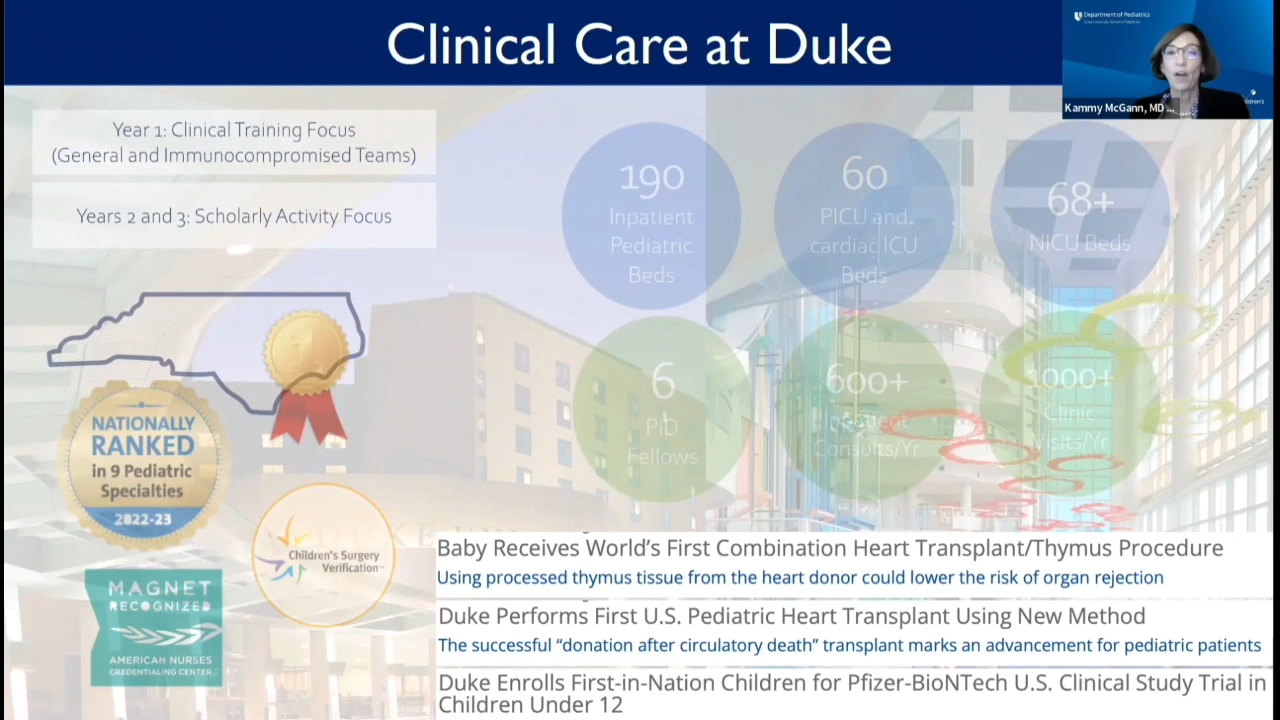 Clinical Care at Duke
Department of Pediatrics
Kammy McGann, MD ...
Year 1: Clinical Training Focus
(General and Immunocompromised Teams)
Years 2 and 3: Scholarly Activity Focus
190
Inpatient
Pediatric
Beds
60
PICU and
cardiac ICU
Beds
68+
NICU Beds
6
PID
Fellows
600+
Inpatient
Consults/Yr
1000+
Clinic
Visits/Yr
1
NATIONALLY
RANKED
in 9 Pediatric
Specialties
2022-23
Children's Surgery
Verification™
MAGNET
RECOGNIZED
AMERICAN NURSES
CREDENTIALING CENTER
Baby Receives World's First Combination Heart Transplant/Thymus Procedure
Using processed thymus tissue from the heart donor could lower the risk of organ rejection
Duke Performs First U.S. Pediatric Heart Transplant Using New Method
The successful “donation after circulatory death” transplant marks an advancement for pediatric patients
Duke Enrolls First-in-Nation Children for Pfizer-BioNTech U.S. Clinical Study Trial in
Children Under 12